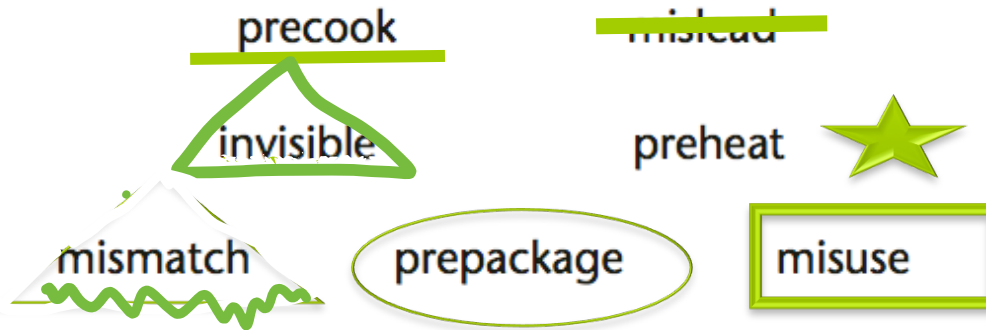 precook mislead
invisible preheat
mismatch prepackage misuse